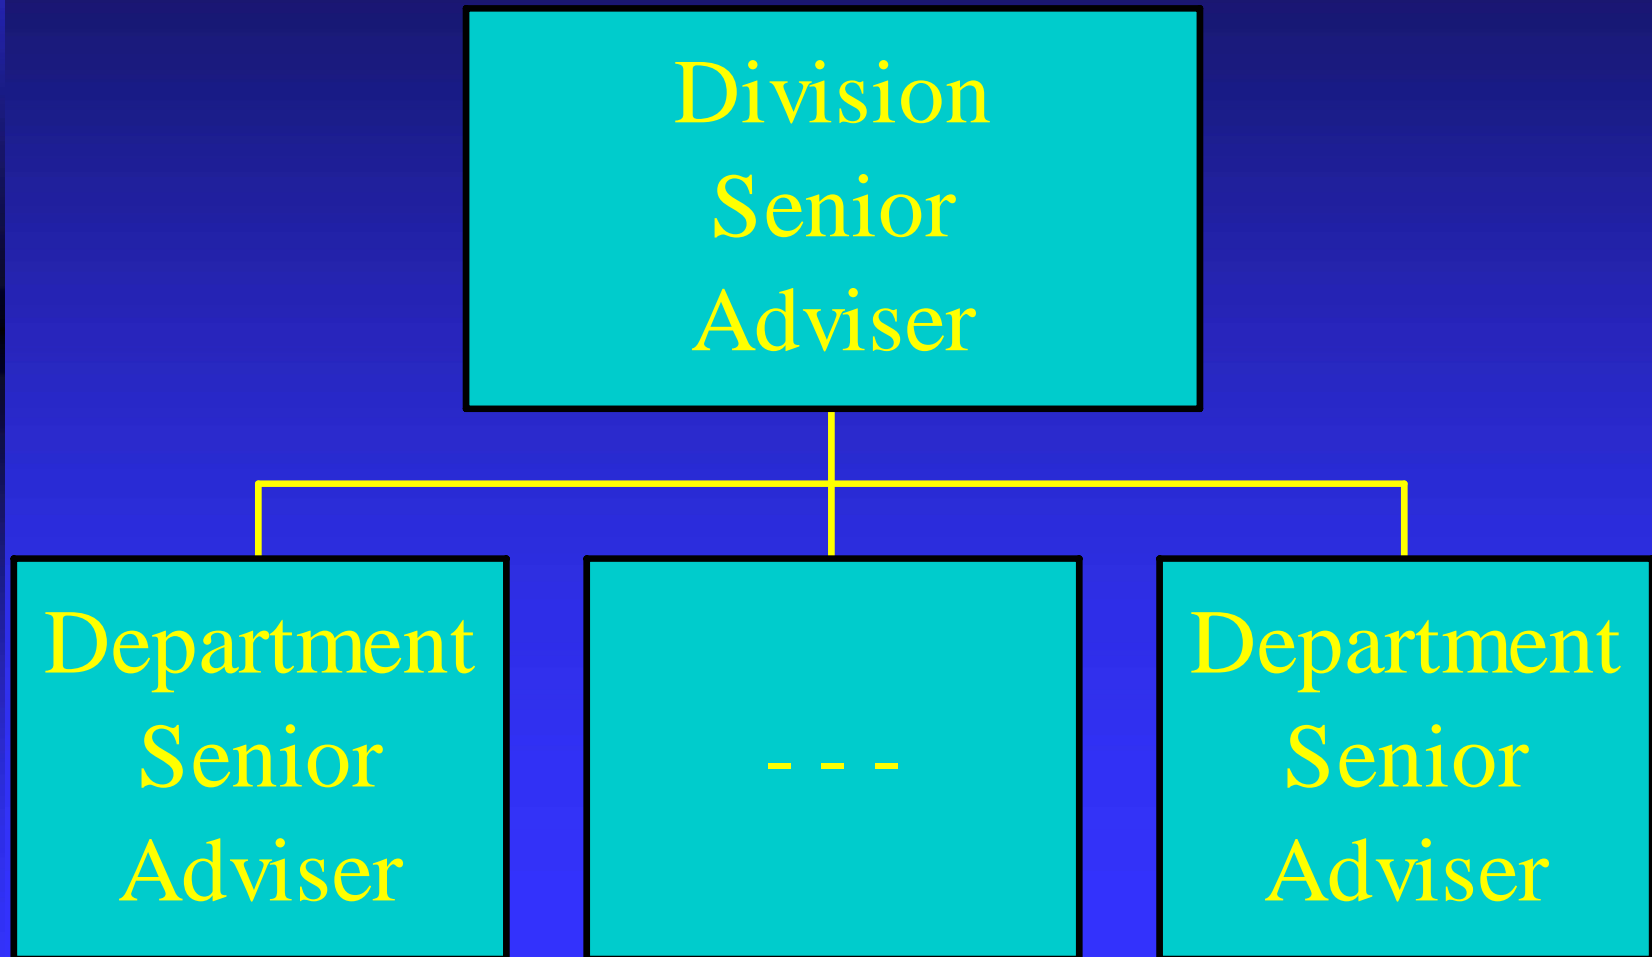 Division
Senior
Adviser
Department
Senior
Adviser
- - -
Department
Senior
Adviser